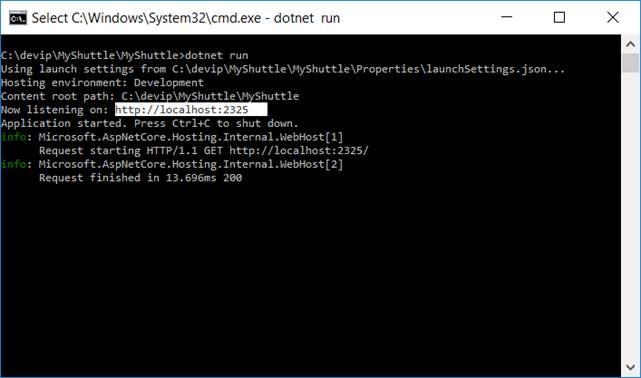 Select C:\Windows\System32\cmd.exe - dotnet  run
C:\devip\MyShuttle\MyShuttle>dotnet run
Using launch settings from C:\devip\MyShuttle\MyShuttle\Properties\launchSettings.json...
Hosting environment: Development
Content root path: C:\devip\MyShuttle\MyShuttle
Now listening on: http://localhost:2325
Application started. Press Ctrl+C to shut down.
info: Microsoft.AspNetCore.Hosting.Internal.WebHost[1]
      Request starting HTTP/1.1 GET http://localhost:2325/
info: Microsoft.AspNetCore.Hosting.Internal.WebHost[2]
      Request finished in 13.696ms 200